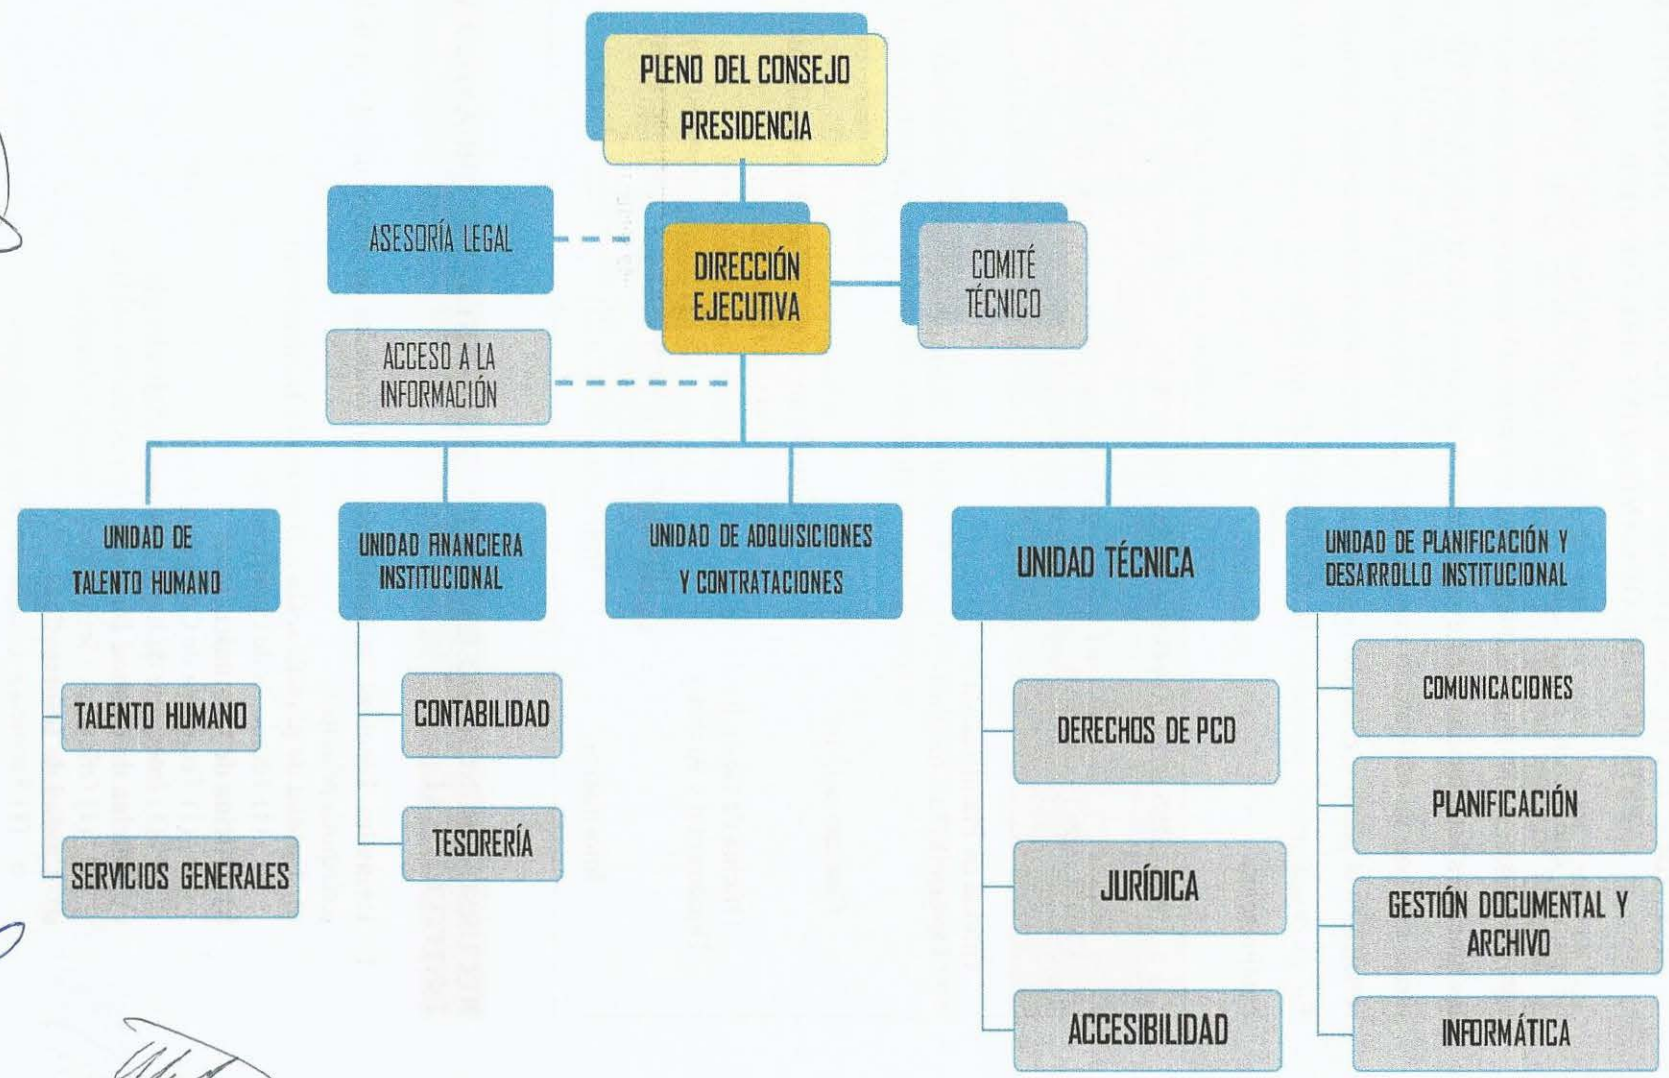 PLENO DEL CONSEJO
PRESIDENCIA
ASESORÍA LEGAL
DIRECCIÓN
EJECUTIVA
COMITÉ
TÉCNICO
ACCESO A LA
INFORMACIÓN
UNIDAD DE
TALENTO HUMANO
UNIDAD FINANCIERA
INSTITUCIONAL
UNIDAD DE ADQUISICIONES
Y CONTRATACIONES
UNIDAD TÉCNICA
UNIDAD DE PLANIFICACIÓN Y
DESARROLLO INSTITUCIONAL
TALENTO HUMANO
SERVICIOS GENERALES
CONTABILIDAD
TESORERÍA
DERECHOS DE PCD
JURÍDICA
ACCESIBILIDAD
COMUNICACIONES
PLANIFICACIÓN
GESTIÓN DOCUMENTAL Y
ARCHIVO
INFORMÁTICA